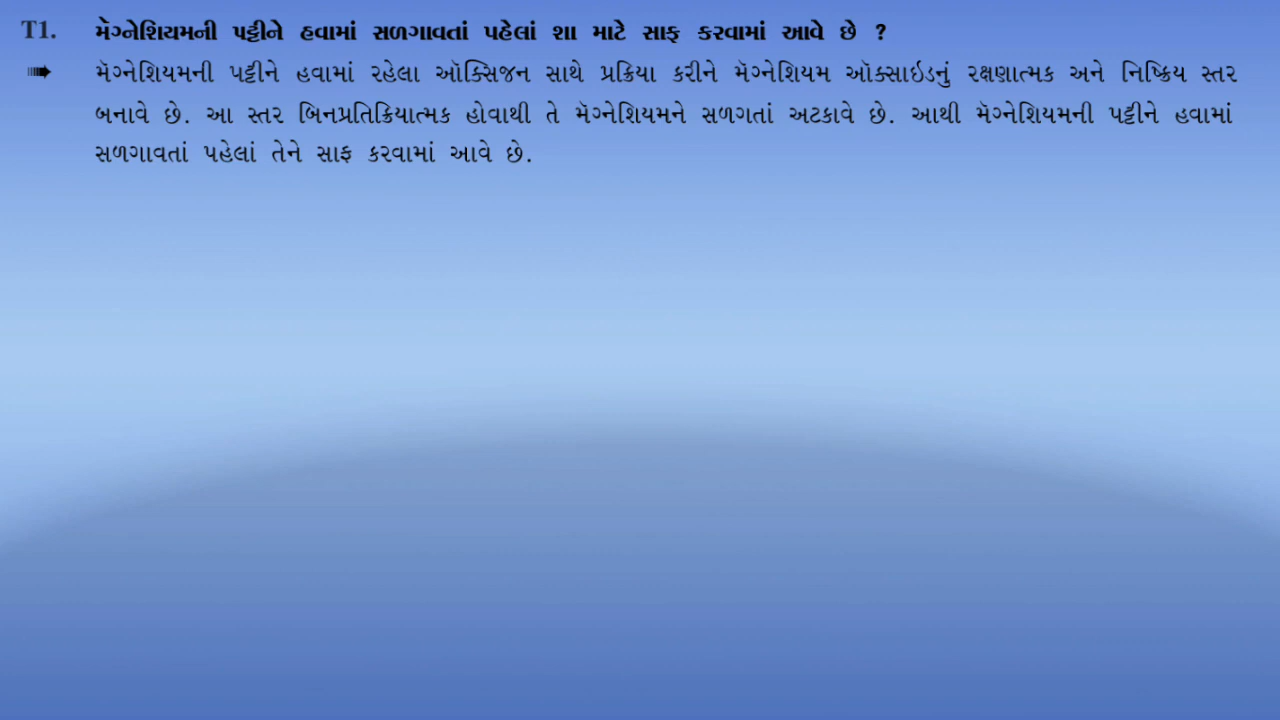 T1. મૅગ્નેશિયમની પટ્ટીને હવામાં સળગાવતાં પહેલાં શા માટે સાફ કરવામાં આવે છે ?
➠ મૅગ્નેશિયમની પટ્ટીને હવામાં રહેલા ઑક્સિજન સાથે પ્રક્રિયા કરીને મૅગ્નેશિયમ ઑક્સાઇડનું રક્ષણાત્મક અને નિષ્ક્રિય સ્તર
બનાવે છે. આ સ્તર બિનપ્રતિક્રિયાત્મક હોવાથી તે મૅગ્નેશિયમને સળગતાં અટકાવે છે. આથી મૅગ્નેશિયમની પટ્ટીને હવામાં
સળગાવતાં પહેલાં તેને સાફ કરવામાં આવે છે.